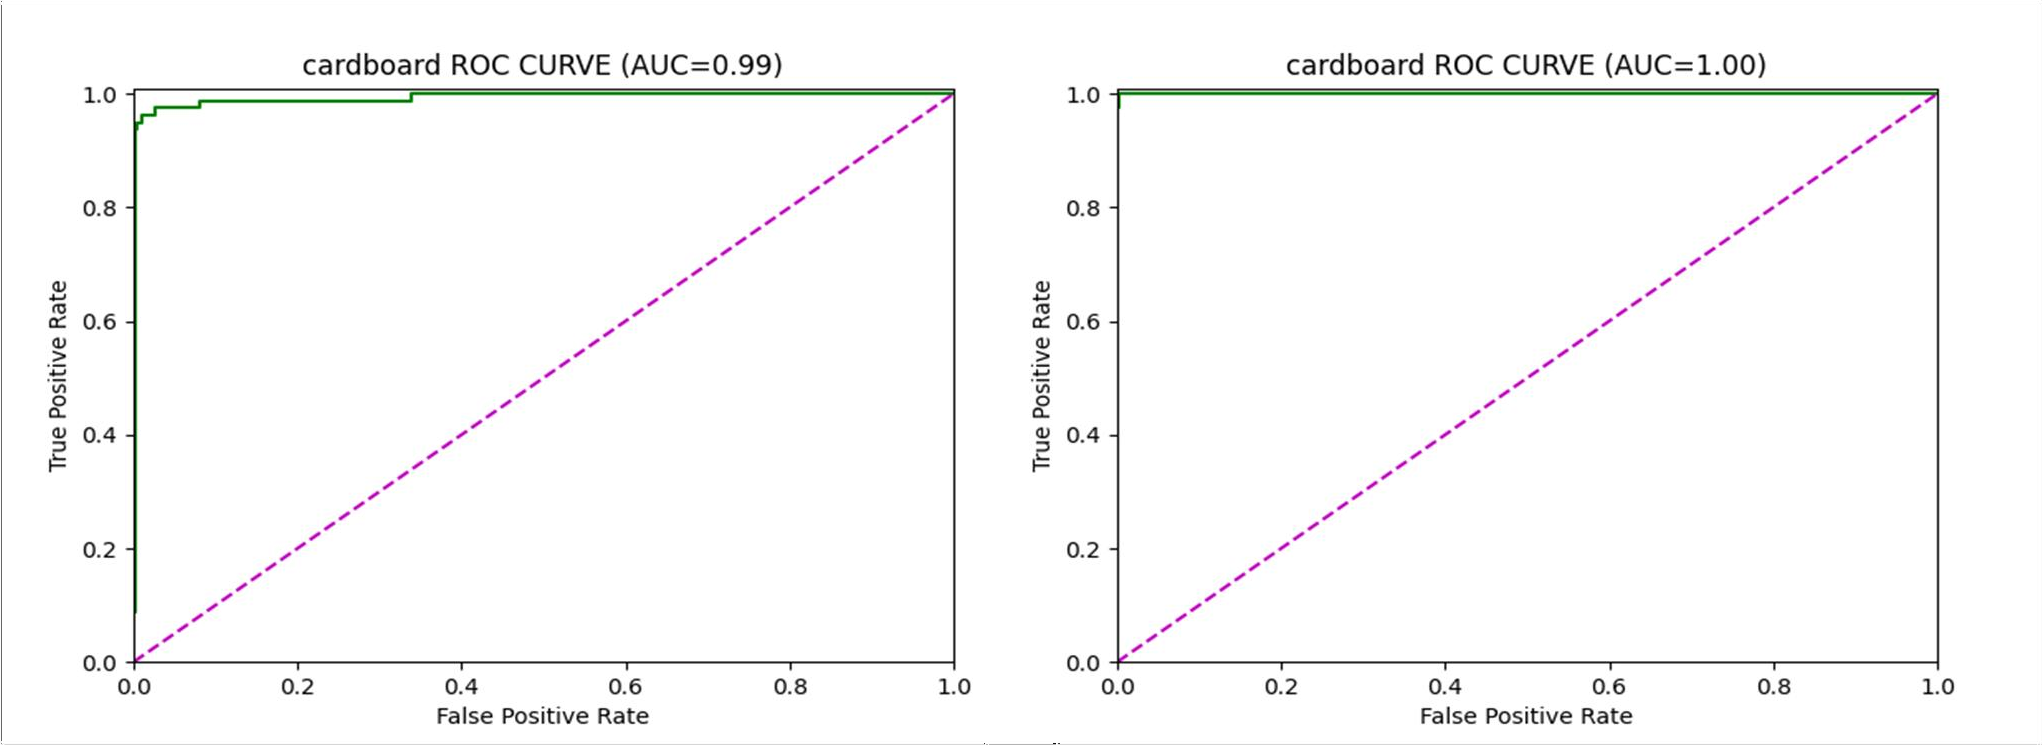 cardboard ROC CURVE (AUC=0.99)
1.0
0.8
0.6
0.4
0.2
0.0
True Positive Rate
0.0 0.2 0.4 0.6 0.8 1.0
False Positive Rate
cardboard ROC CURVE (AUC=1.00)
1.0
0.8
0.6
0.4
0.2
0.0
True Positive Rate
0.0 0.2 0.4 0.6 0.8 1.0
False Positive Rate